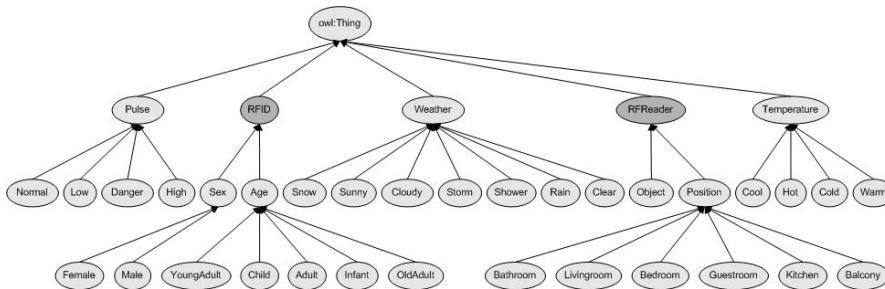 owl:Thing
Pulse RFID Weather RFReader Temperature
Normal Low Danger High Sex Age Snow Sunny Cloudy Storm Shower Rain Clear Object Position Cool Hot Cold Warm
Female Male YoungAdult Child Adult Infant OldAdult Bathroom Livingroom Bedroom Guestroom Kitchen Balcony